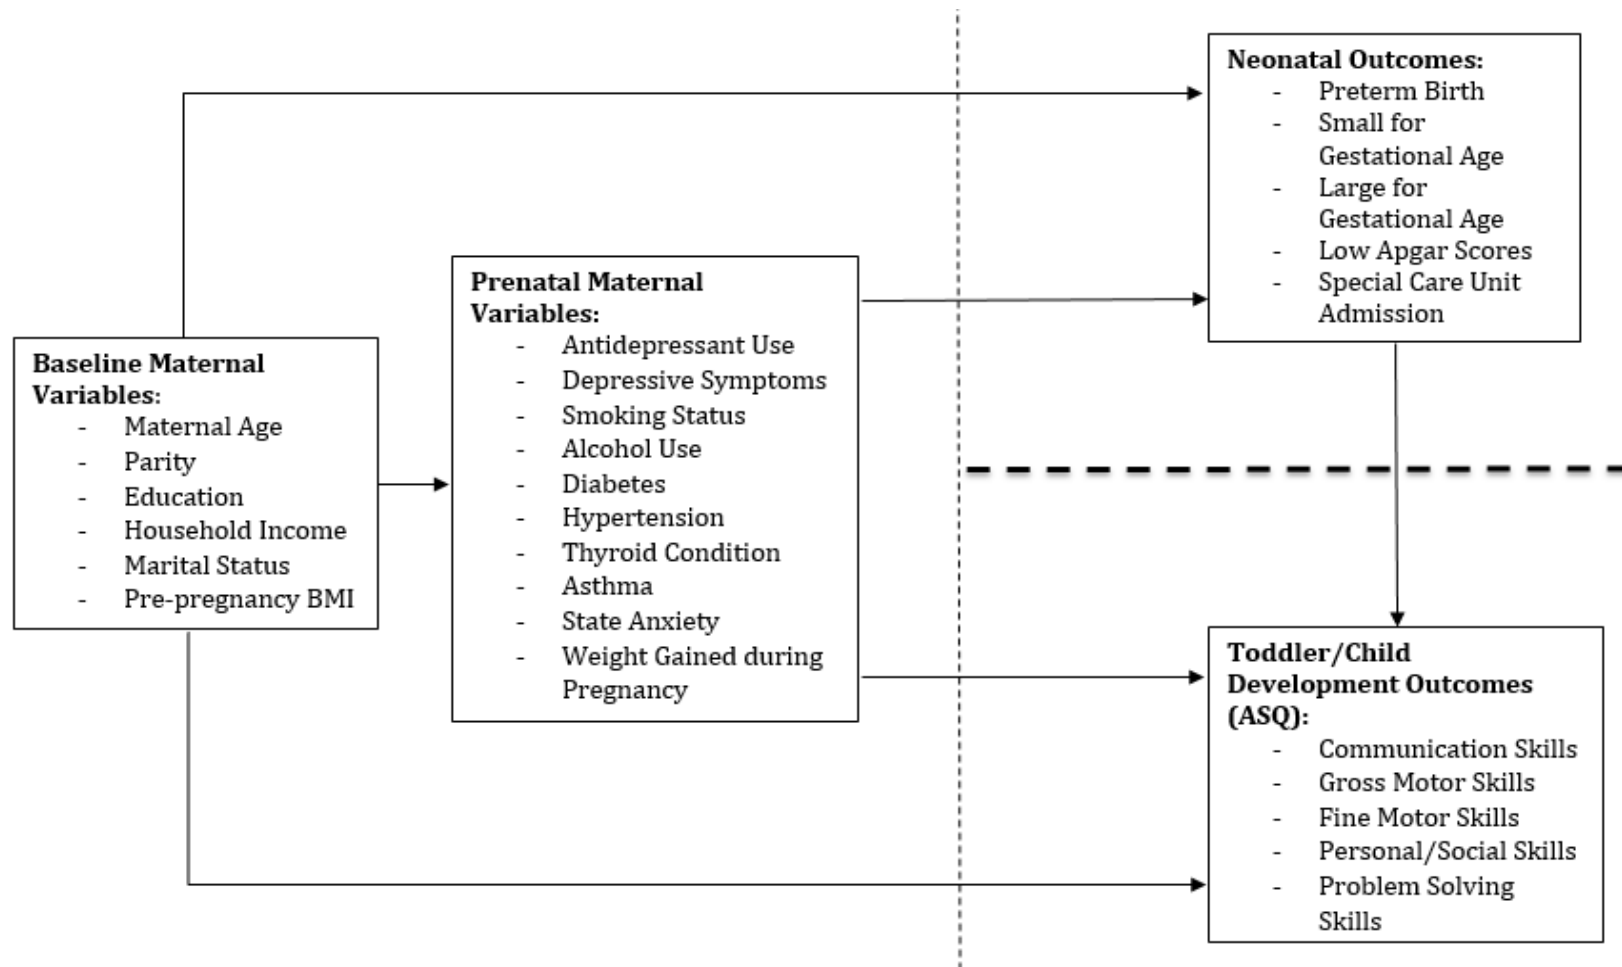 Baseline Maternal
Variables:
- Maternal Age
- Parity
- Education
- Household Income
- Marital Status
- Pre-pregnancy BMI
Prenatal Maternal
Variables:
- Antidepressant Use
- Depressive Symptoms
- Smoking Status
- Alcohol Use
- Diabetes
- Hypertension
- Thyroid Condition
- Asthma
- State Anxiety
- Weight Gained during
Pregnancy
Neonatal Outcomes:
- Preterm Birth
- Small for
Gestational Age
- Large for
Gestational Age
- Low Apgar Scores
- Special Care Unit
Admission
Toddler/Child
Development Outcomes
(ASQ):
- Communication Skills
- Gross Motor Skills
- Fine Motor Skills
- Personal/Social Skills
- Problem Solving
Skills